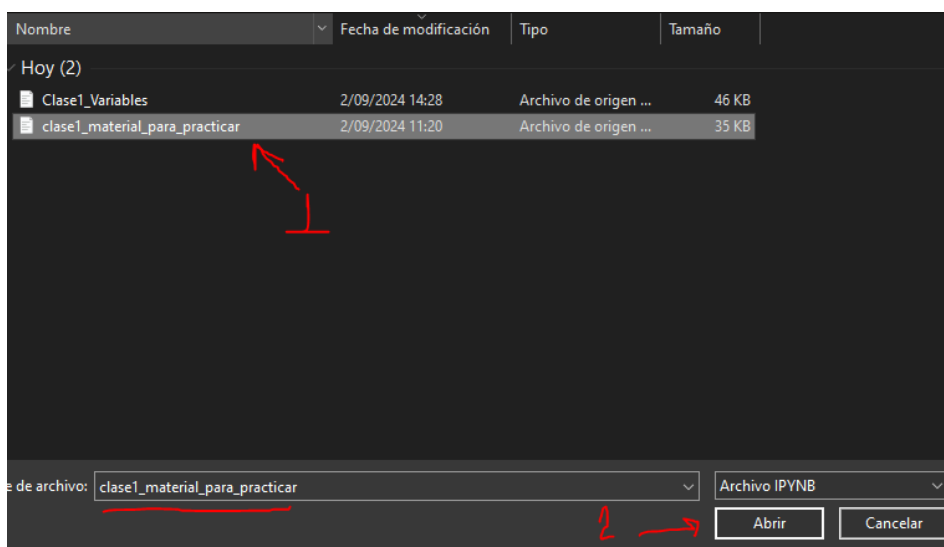 Nombre Fecha de modificación Tipo Tamaño
Hoy (2)
Clase1_Variables 2/09/2024 14:28 Archivo de origen ... 46 KB
clase1_material_para_practicar 2/09/2024 11:20 Archivo de origen ... 35 KB
1
e de archivo: clase1_material_para_practicar Archivo IPYNB
2 Abrir Cancelar